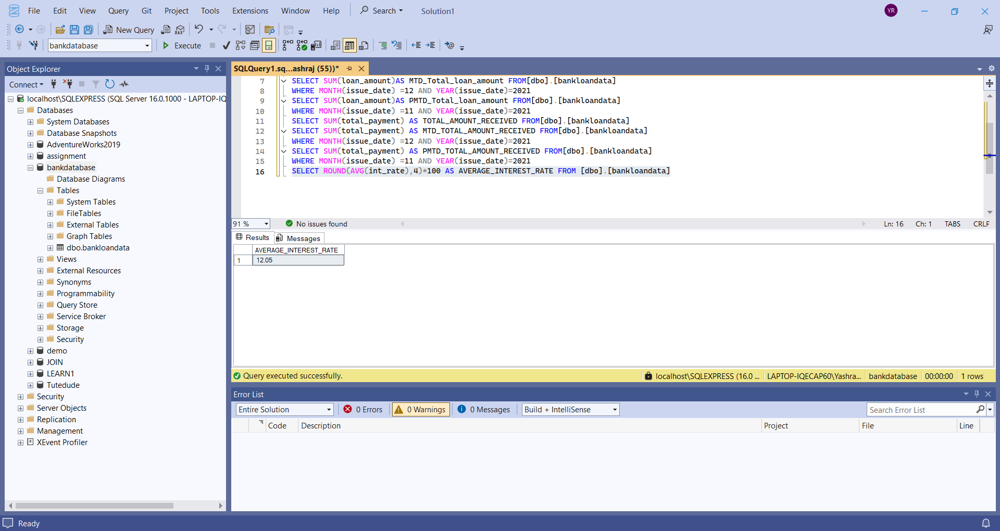 File Edit View Query Git Project Tools Extensions Window Help Search Solution1 YR
New Query DAX
bankdatabase Execute
Object Explorer
Connect
localhost\SQLEXPRESS (SQL Server 16.0.1000 - LAPTOP-IQ
Databases
System Databases
Database Snapshots
AdventureWorks2019
assignment
bankdatabase
Database Diagrams
Tables
System Tables
FileTables
External Tables
Graph Tables
dbo.bankloandata
Views
External Resources
Synonyms
Programmability
Query Store
Service Broker
Storage
Security
demo
JOIN
LEARN1
Tutedude
Security
Server Objects
Replication
Management
XEvent Profiler
SQLQuery1.sq...ashraj (55))*
7 SELECT SUM(loan_amount)AS MTD_Total_loan_amount FROM[dbo].[bankloandata]
8 WHERE MONTH(issue_date) =12 AND YEAR(issue_date)=2021
9 SELECT SUM(loan_amount)AS PMTD_Total_loan_amount FROM[dbo].[bankloandata]
10 WHERE MONTH(issue_date) =11 AND YEAR(issue_date)=2021
11 SELECT SUM(total_payment) AS TOTAL_AMOUNT_RECEIVED FROM[dbo].[bankloandata]
12 SELECT SUM(total_payment) AS MTD_TOTAL_AMOUNT_RECEIVED FROM[dbo].[bankloandata]
13 WHERE MONTH(issue_date) =12 AND YEAR(issue_date)=2021
14 SELECT SUM(total_payment) AS PMTD_TOTAL_AMOUNT_RECEIVED FROM[dbo].[bankloandata]
15 WHERE MONTH(issue_date) =11 AND YEAR(issue_date)=2021
16 SELECT ROUND(AVG(int_rate),4)*100 AS AVERAGE_INTEREST_RATE FROM [dbo].[bankloandata]
91 % No issues found Ln: 16 Ch: 1 TABS CRLF
Results Messages
AVERAGE_INTEREST_RATE
1 12.05
Query executed successfully. localhost\SQLEXPRESS (16.0 ... LAPTOP-IQECAP60\Yashra... bankdatabase 00:00:00 1 rows
Error List
Entire Solution 0 Errors 0 Warnings 0 Messages Build + IntelliSense Search Error List
Code Description Project File Line
Ready